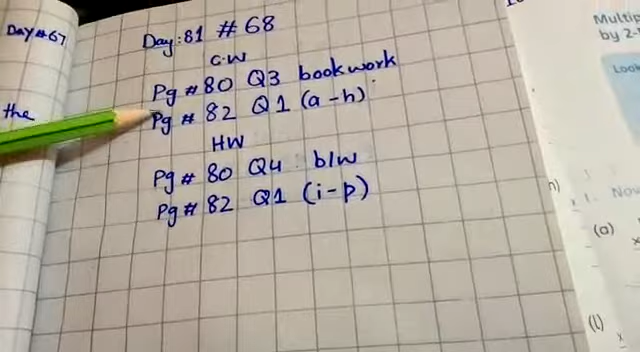 Day#67
the
Day:81 # 68
C.W
Pg # 80 Q3 bookwork
Pg # 82 Q1 (a-h)
HW
Pg # 80 Q4 b/w
Pg # 82 Q1 (i-p)
Multip
by 2-
Look
n)
1. Now
(a)
x
(l)
x